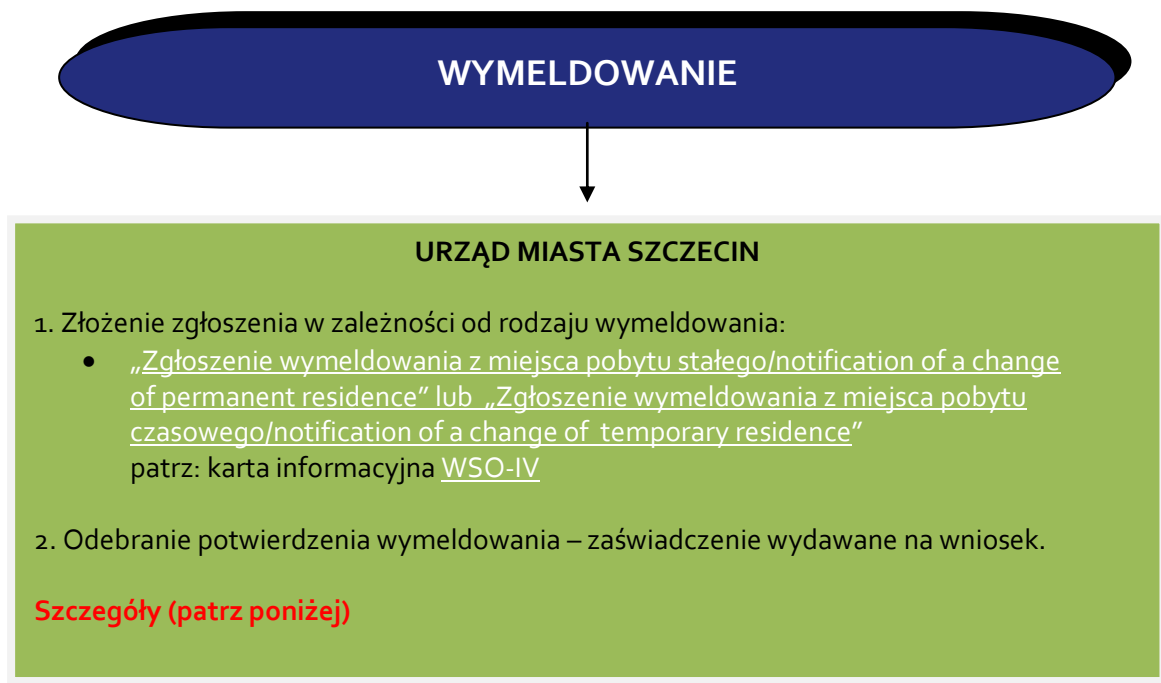 WYMELDOWANIE
URZĄD MIASTA SZCZECIN
1. Złożenie zgłoszenia w zależności od rodzaju wymeldowania:
• „Zgłoszenie wymeldowania z miejsca pobytu stałego/notification of a change
of permanent residence” lub „Zgłoszenie wymeldowania z miejsca pobytu
czasowego/notification of a change of temporary residence”
patrz: karta informacyjna WSO-IV
2. Odebranie potwierdzenia wymeldowania – zaświadczenie wydawane na wniosek.
Szczegóły (patrz poniżej)